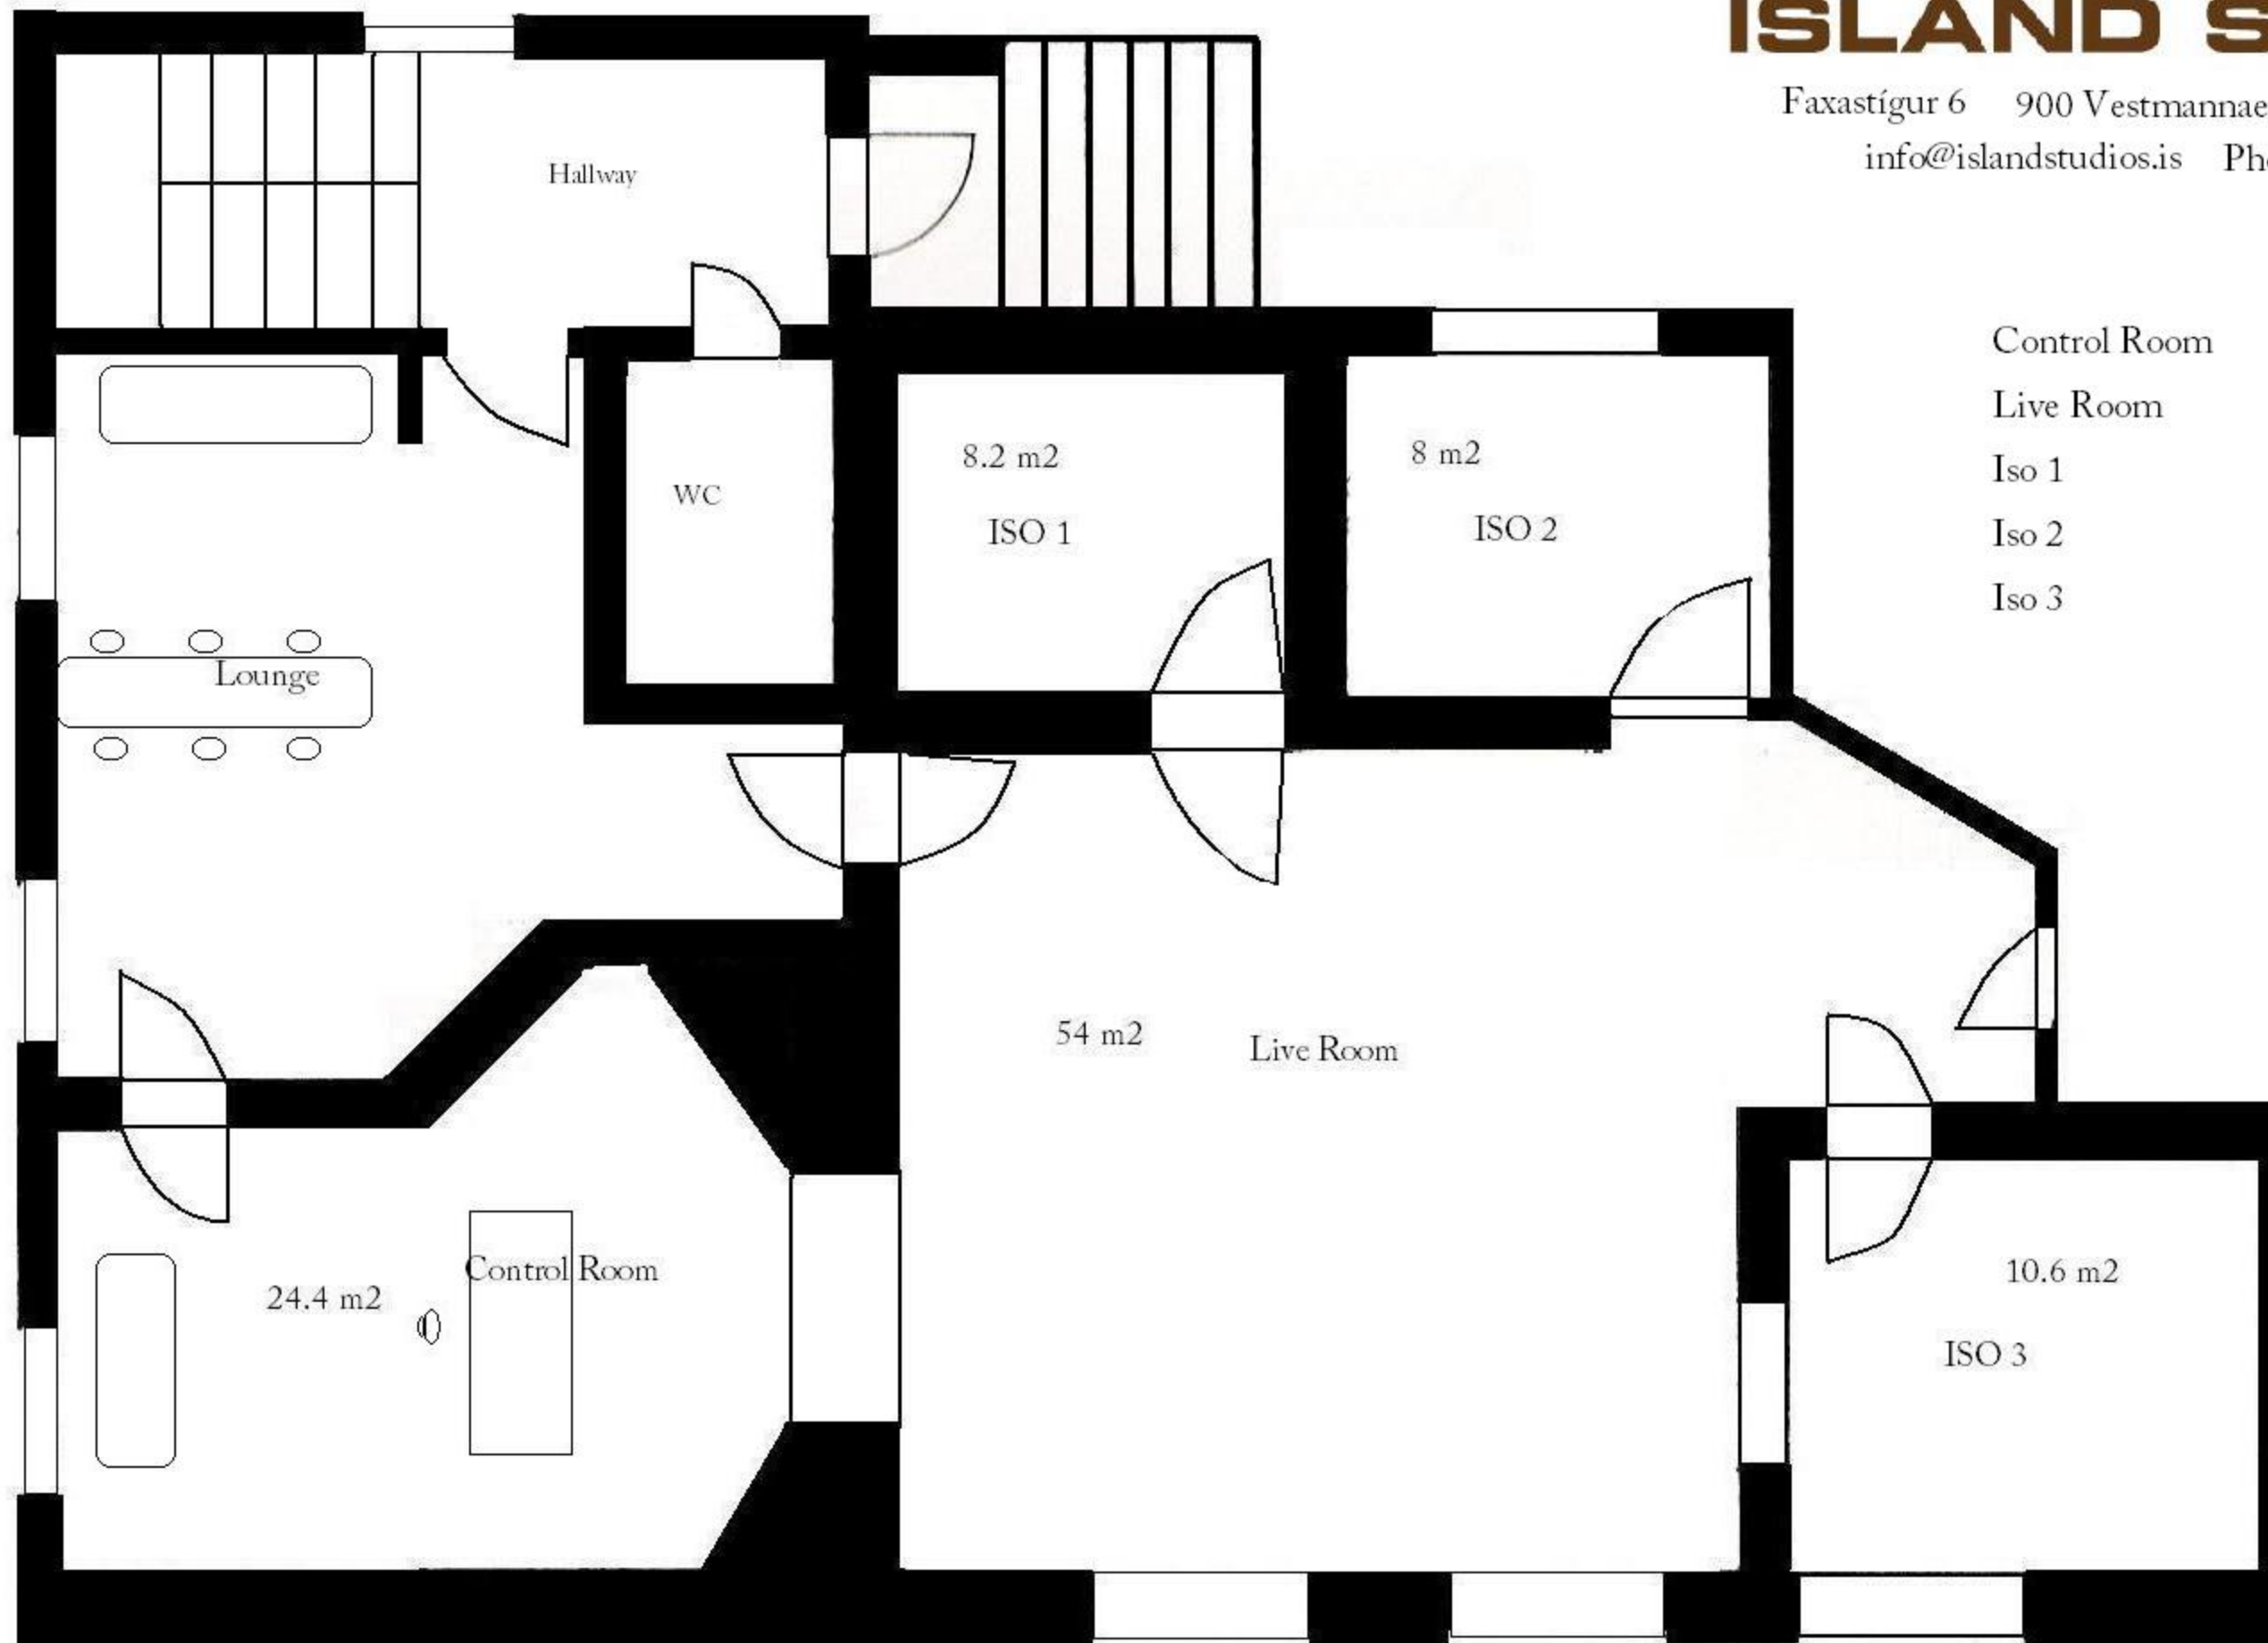 ISLAND S
Faxastígur 6 900 Vestmannae
info@islandstudios.is Pho
Hallway
Control Room
Live Room
Iso 1
Iso 2
Iso 3
8.2 m2
ISO 1
8 m2
ISO 2
WC
Lounge
54 m2
Live Room
24.4 m2
Control Room
10.6 m2
ISO 3